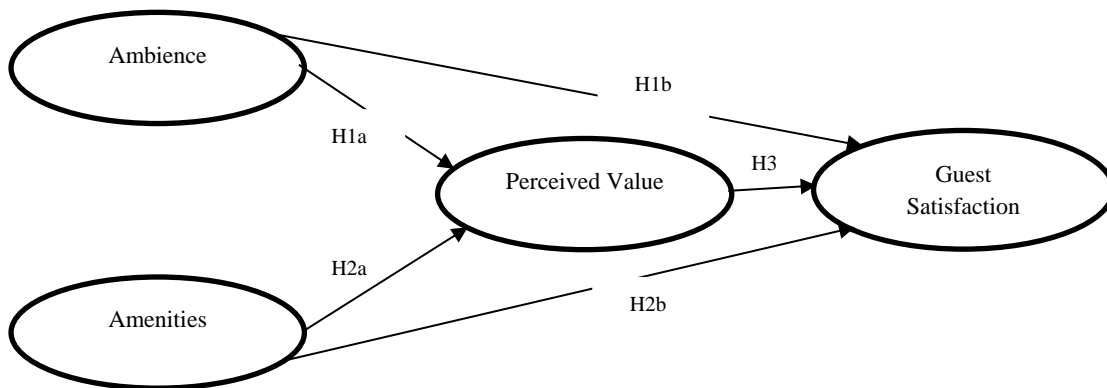 Ambience
H1b
H1a
H3
Perceived Value
Guest
Satisfaction
H2a
H2b
Amenities